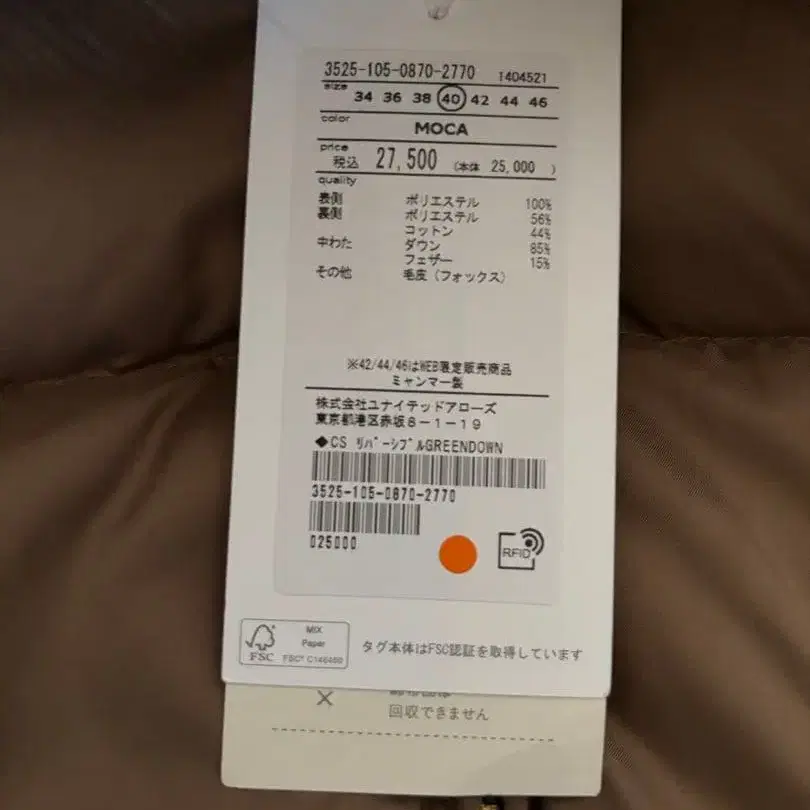 3525-105-0870-2770 1404521
size 34 36 38 40 42 44 46
color
MOCA
price
税込 27,500 (本体 25,000 )
quality
表側 ポリエステル 100%
裏側 ポリエステル 56%
コットン 44%
中わた ダウン 85%
フェザー 15%
その他 毛皮(フォックス)
※42/44/46はWEB限定販売商品
ミャンマー製
株式会社ユナイテッドアローズ
東京都港区赤坂8-1-19
◆CS リバーシブルGREENDOWN
3525-105-0870-2770
025000
RFID
MIX
Paper
FSC
FSC® C146460
タグ本体はFSC認証を取得しています
回収できません